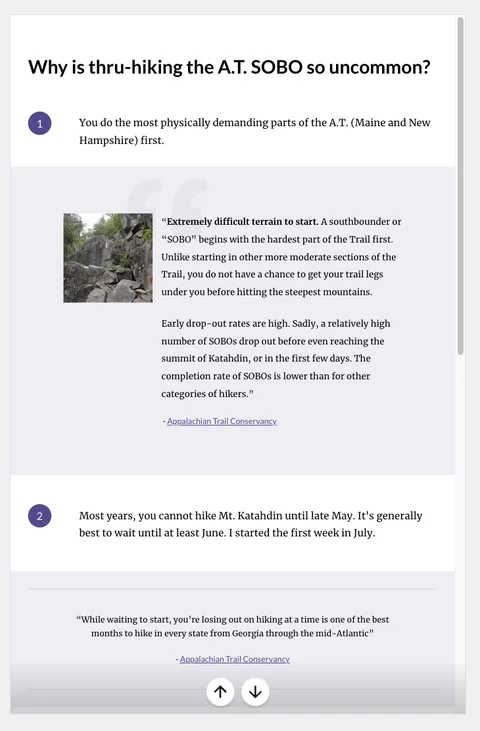 Why is thru-hiking the A.T. SOBO so uncommon?
1
You do the most physically demanding parts of the A.T. (Maine and New
Hampshire) first.
“Extremely difficult terrain to start. A southbounder or
“SOBO” begins with the hardest part of the Trail first.
Unlike starting in other more moderate sections of the
Trail, you do not have a chance to get your trail legs
under you before hitting the steepest mountains.
Early drop-out rates are high. Sadly, a relatively high
number of SOBOs drop out before even reaching the
summit of Katahdin, or in the first few days. The
completion rate of SOBOs is lower than for other
categories of hikers.”
- Appalachian Trail Conservancy
2
Most years, you cannot hike Mt. Katahdin until late May. It's generally
best to wait until at least June. I started the first week in July.
“While waiting to start, you’re losing out on hiking at a time is one of the best
months to hike in every state from Georgia through the mid-Atlantic”
- Appalachian Trail Conservancy